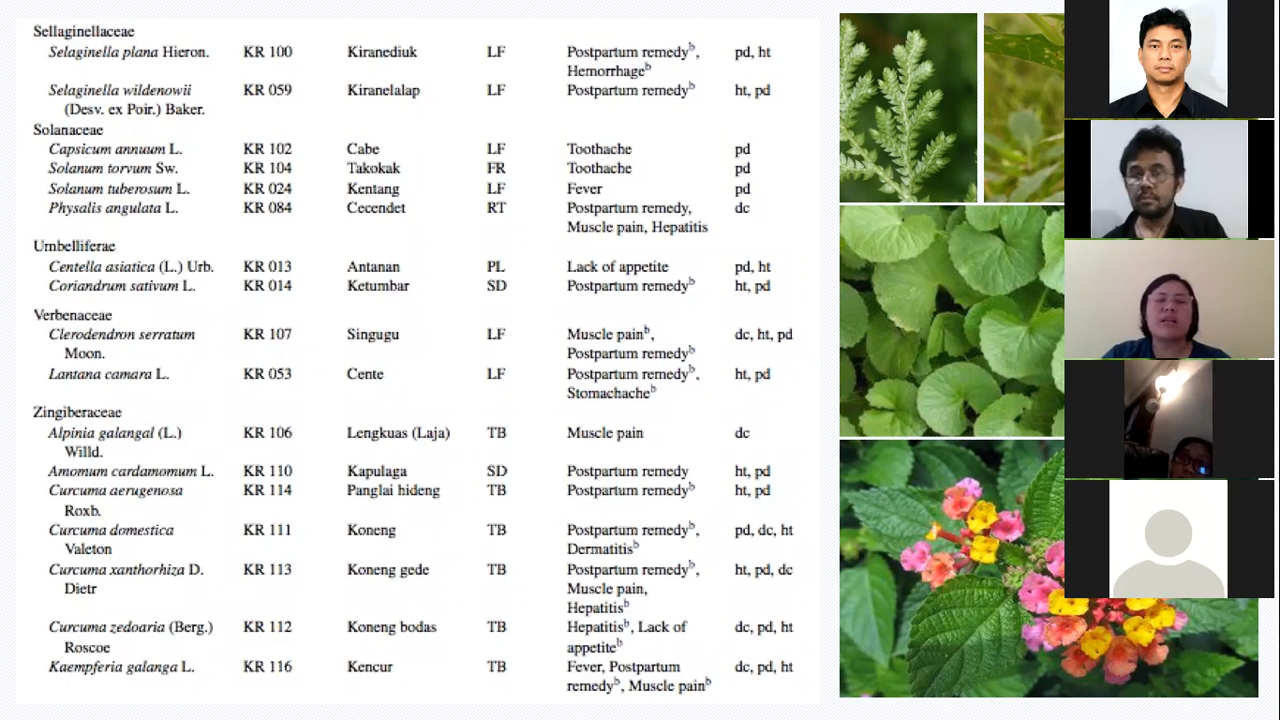 Sellaginellaceae
Selaginella plana Hieron. KR 100 Kiranediuk LF Postpartum remedyᵇ, pd, ht
Hemorrhageᵇ
Selaginella wildenowii KR 059 Kiranelalap LF Postpartum remedyᵇ ht, pd
(Desv. ex Poir.) Baker.
Solanaceae
Capsicum annuum L. KR 102 Cabe LF Toothache pd
Solanum torvum Sw. KR 104 Takokak FR Toothache pd
Solanum tuberosum L. KR 024 Kentang LF Fever pd
Physalis angulata L. KR 084 Cecendet RT Postpartum remedy, dc
Muscle pain, Hepatitis
Umbelliferae
Centella asiatica (L.) Urb. KR 013 Antanan PL Lack of appetite pd, ht
Coriandrum sativum L. KR 014 Ketumbar SD Postpartum remedyᵇ ht, pd
Verbenaceae
Clerodendron serratum KR 107 Singugu LF Muscle painᵇ, dc, ht, pd
Moon. Postpartum remedyᵇ
Lantana camara L. KR 053 Cente LF Postpartum remedyᵇ, ht, pd
Stomachacheᵇ
Zingiberaceae
Alpinia galangal (L.) KR 106 Lengkuas (Laja) TB Muscle pain dc
Willd.
Amomum cardamomum L. KR 110 Kapulaga SD Postpartum remedy ht, pd
Curcuma aerugenosa KR 114 Panglai hideng TB Postpartum remedyᵇ ht, pd
Roxb.
Curcuma domestica KR 111 Koneng TB Postpartum remedyᵇ, pd, dc, ht
Valeton Dermatitisᵇ
Curcuma xanthorhiza D. KR 113 Koneng gede TB Postpartum remedyᵇ, ht, pd, dc
Dietr Muscle pain,
Hepatitisᵇ
Curcuma zedoaria (Berg.) KR 112 Koneng bodas TB Hepatitisᵇ, Lack of dc, pd, ht
Roscoe appetiteᵇ
Kaempferia galanga L. KR 116 Kencur TB Fever, Postpartum dc, pd, ht
remedyᵇ, Muscle painᵇ